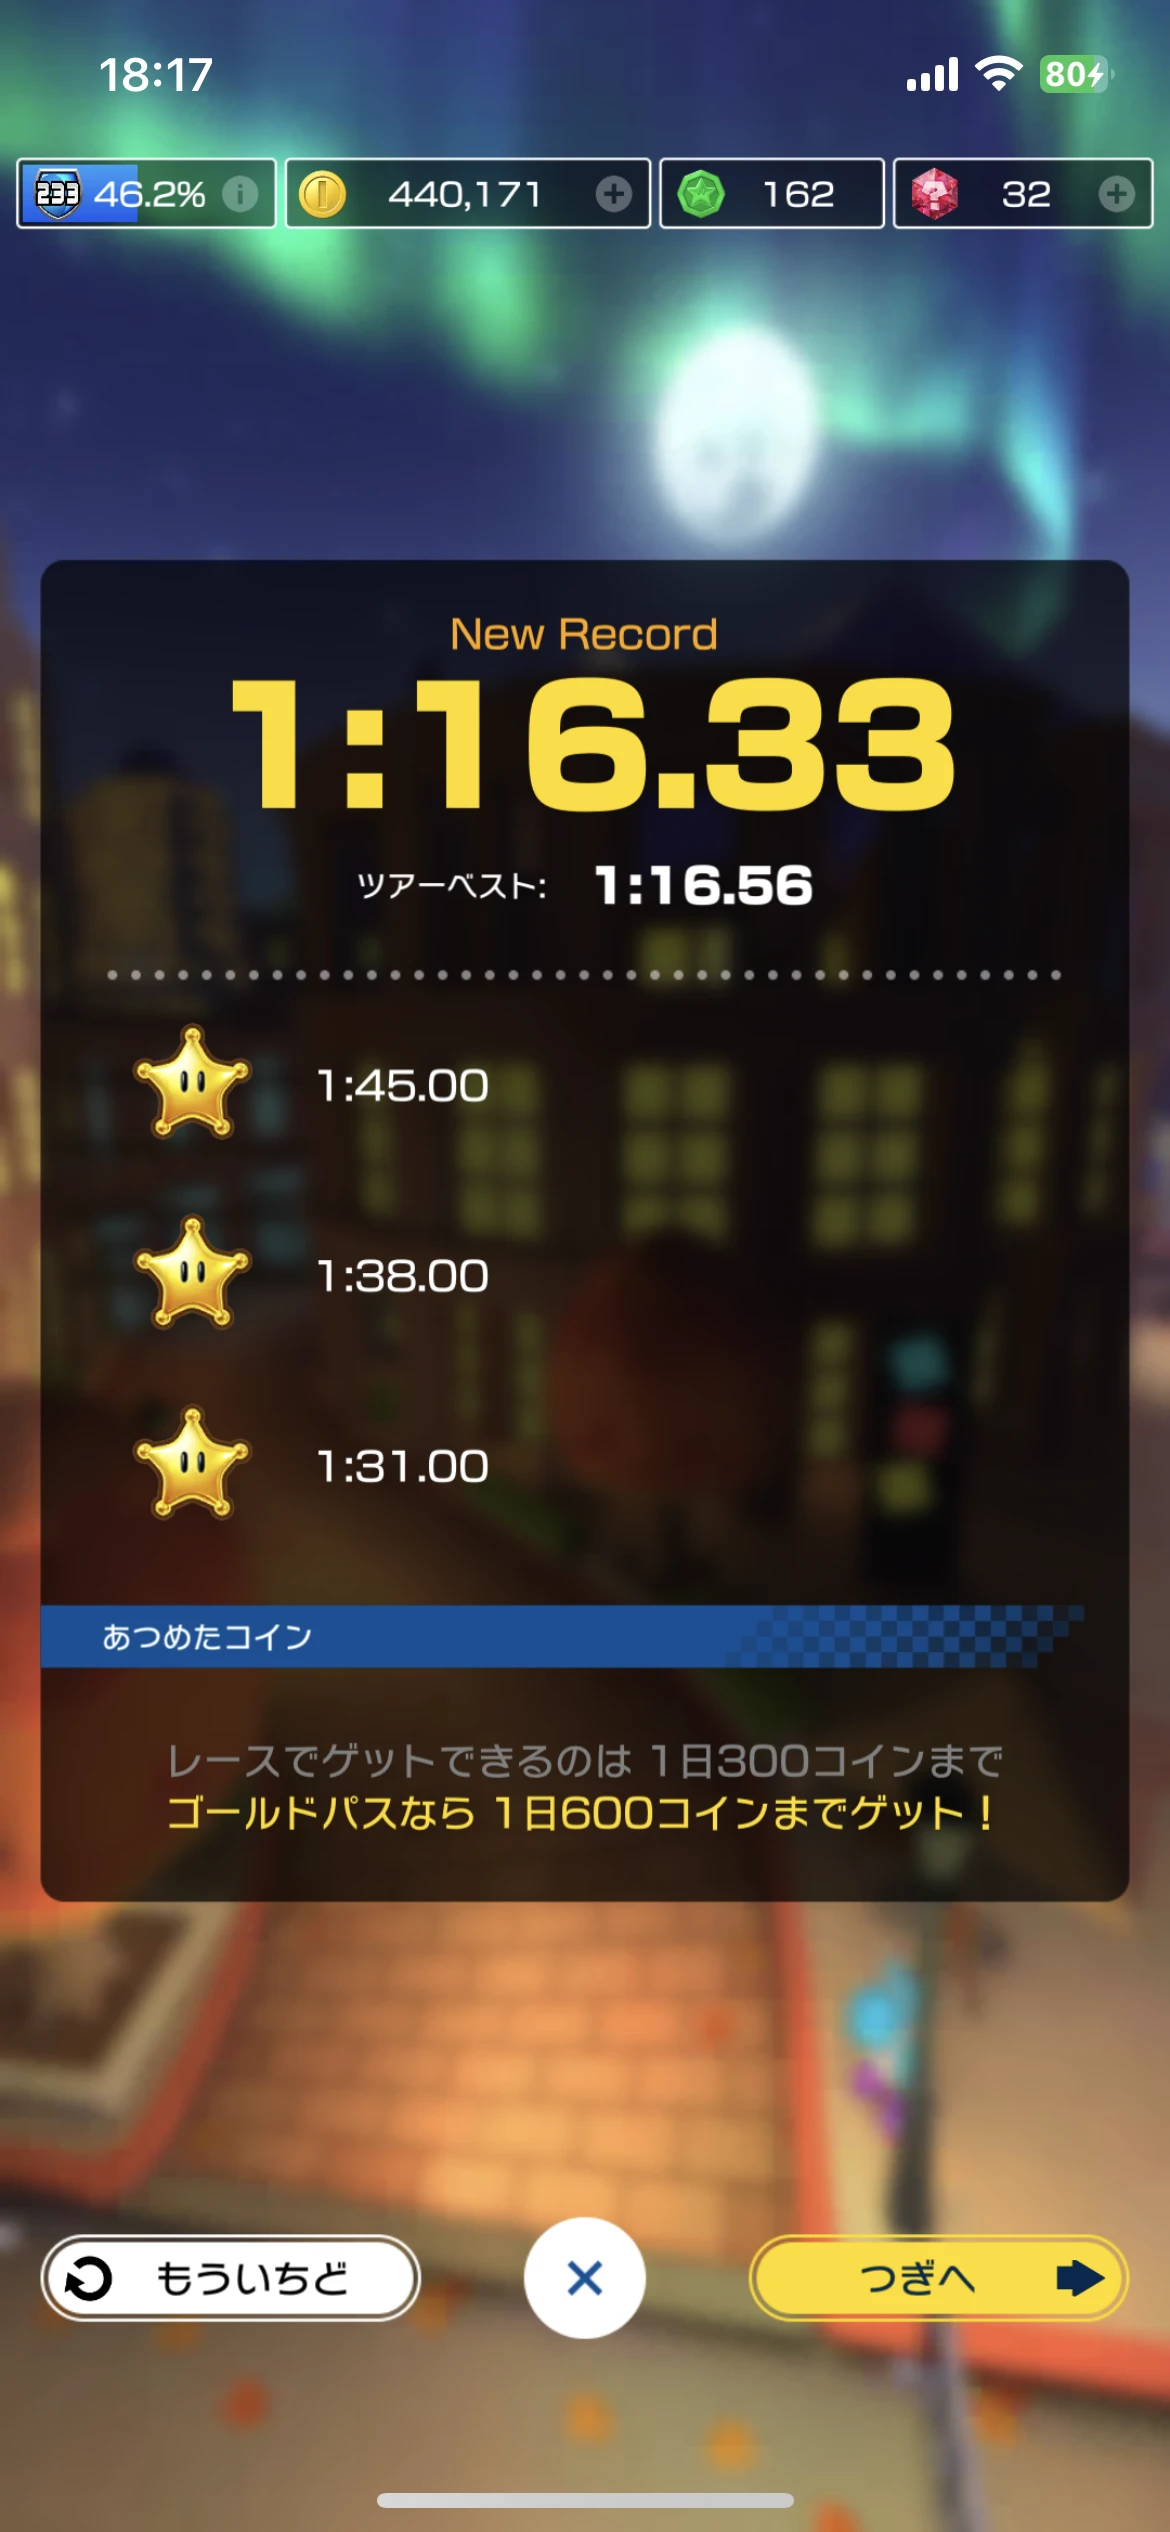 18:17
80
233 46.2% i 440,171 + 162 32 +
New Record
1:16.33
ツアーベスト: 1:16.56
1:45.00
1:38.00
1:31.00
あつめたコイン
レースでゲットできるのは 1日300コインまで
ゴールドパスなら 1日600コインまでゲット！
もういちど
つぎへ